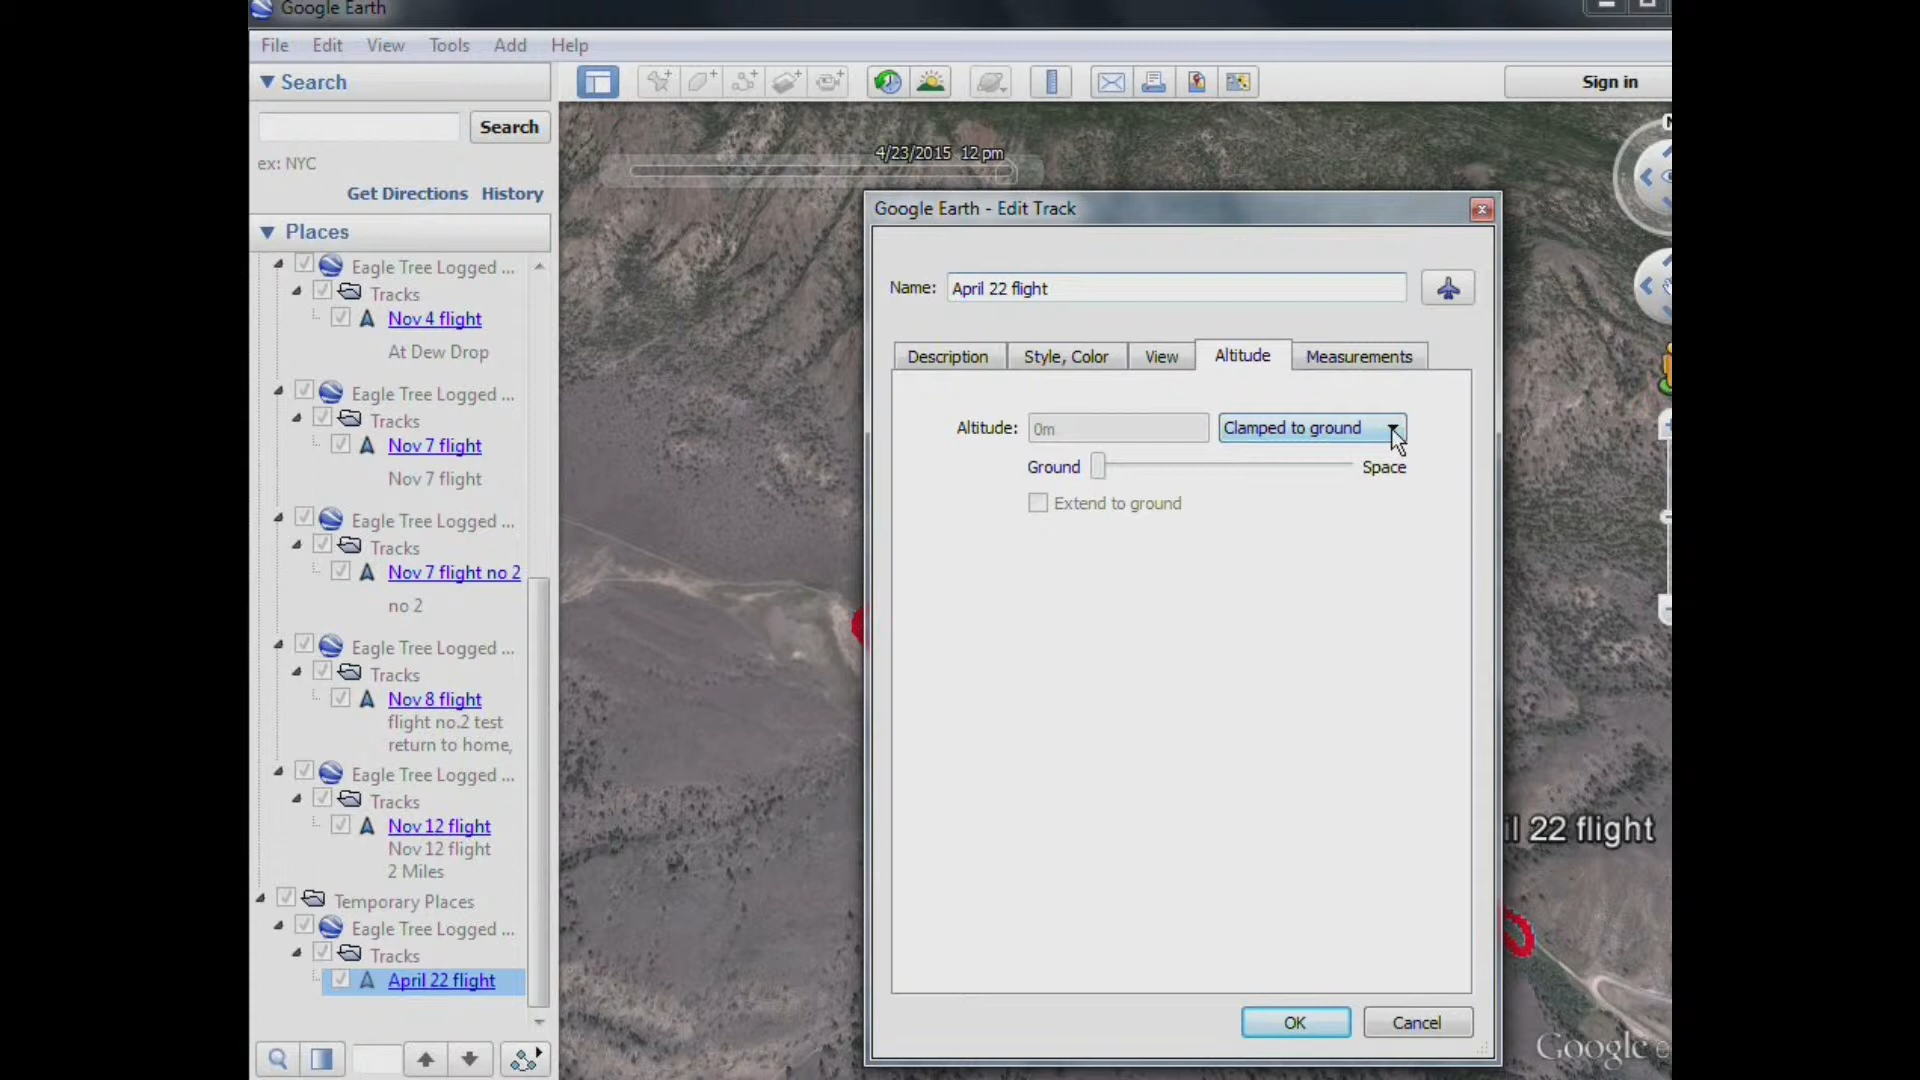 Google Earth
File Edit View Tools Add Help
Search
Sign in
Search
ex: NYC
Get Directions History
Places
Eagle Tree Logged ...
Tracks
Nov 4 flight
At Dew Drop
Eagle Tree Logged ...
Tracks
Nov 7 flight
Nov 7 flight
Eagle Tree Logged ...
Tracks
Nov 7 flight no 2
no 2
Eagle Tree Logged ...
Tracks
Nov 8 flight
flight no.2 test
return to home,
Eagle Tree Logged ...
Tracks
Nov 12 flight
Nov 12 flight
2 Miles
Temporary Places
Eagle Tree Logged ...
Tracks
April 22 flight
4/23/2015 12 pm
N
Google Earth - Edit Track
Name: April 22 flight
Description Style, Color View Altitude Measurements
Altitude: 0m Clamped to ground
Ground Space
Extend to ground
OK Cancel
il 22 flight
Google e